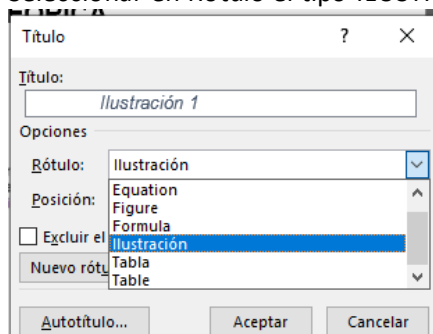 Título ? ×
Título:
Ilustración 1
Opciones
Rótulo: Ilustración
Posición:
Equation
Figure
Formula
Excluir el
Ilustración
Nuevo rótu
Tabla
Table
Autotítulo... Aceptar Cancelar